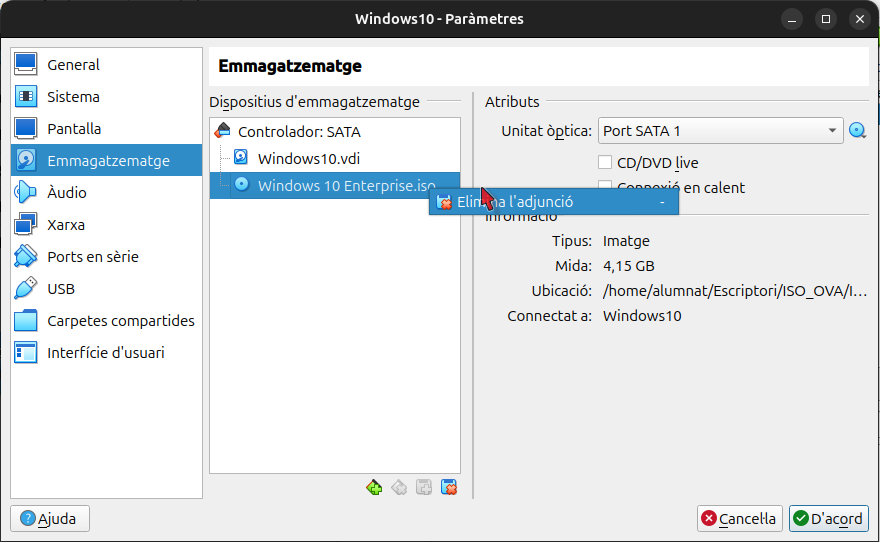 Windows10 - Paràmetres
General
Sistema
Pantalla
Emmagatzematge
Àudio
Xarxa
Ports en sèrie
USB
Carpetes compartides
Interfície d'usuari
Emmagatzematge
Dispositius d'emmagatzematge
Controlador: SATA
Windows10.vdi
Windows 10 Enterprise.iso
Atributs
Unitat òptica: Port SATA 1
CD/DVD live
Connexió en calent
Elimina l'adjunció -
Informació
Tipus: Imatge
Mida: 4,15 GB
Ubicació: /home/alumnat/Escriptori/ISO_OVA/I...
Connectat a: Windows10
Ajuda
Cancel·la
D'acord